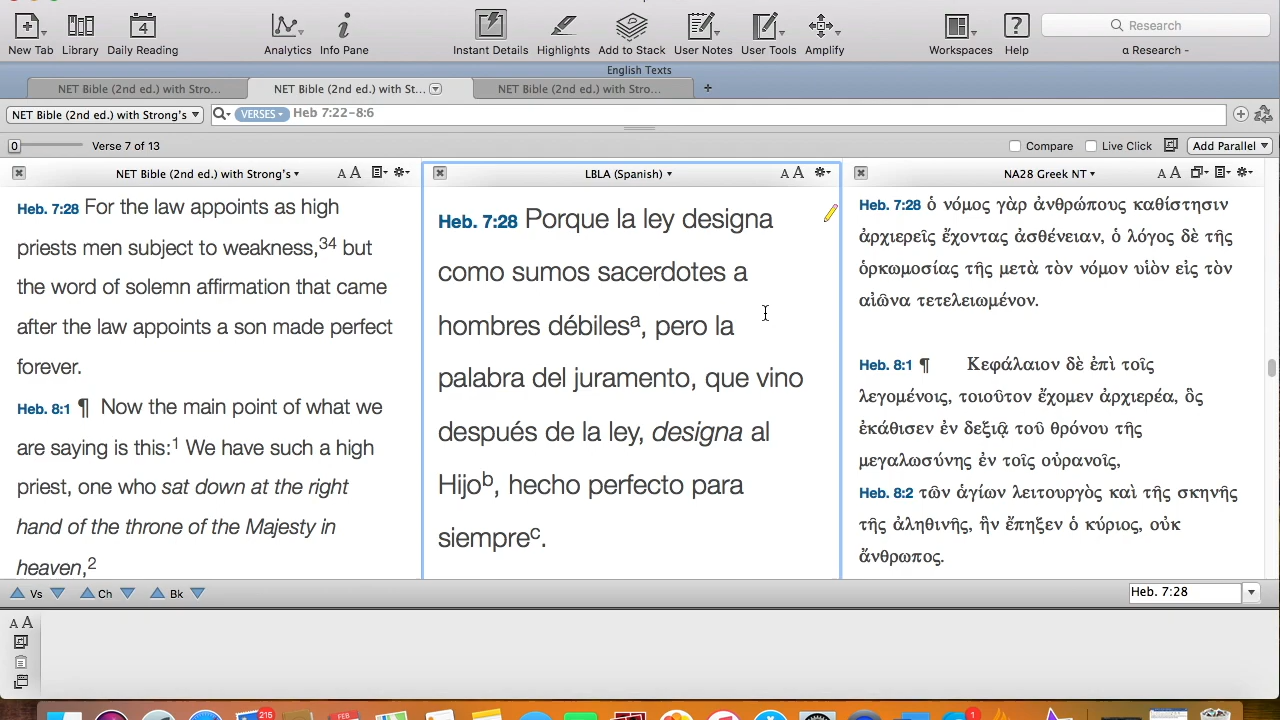 New Tab Library Daily Reading Analytics Info Pane Instant Details Highlights Add to Stack User Notes User Tools Amplify Workspaces Help Research
4
α Research -
English Texts
NET Bible (2nd ed.) with Stro... NET Bible (2nd ed.) with St... NET Bible (2nd ed.) with Stro... +
NET Bible (2nd ed.) with Strong's VERSES Heb 7:22-8:6
0 Verse 7 of 13 Compare Live Click Add Parallel
NET Bible (2nd ed.) with Strong's
Heb. 7:28 For the law appoints as high
priests men subject to weakness,34 but
the word of solemn affirmation that came
after the law appoints a son made perfect
forever.
Heb. 8:1 ¶ Now the main point of what we
are saying is this:1 We have such a high
priest, one who sat down at the right
hand of the throne of the Majesty in
heaven,2
LBLA (Spanish)
Heb. 7:28 Porque la ley designa
como sumos sacerdotes a
hombres débilesa, pero la
palabra del juramento, que vino
después de la ley, designa al
Hijob, hecho perfecto para
siemprec.
NA28 Greek NT
Heb. 7:28 ὁ νόμος γὰρ ἀνθρώπους καθίστησιν
ἀρχιερεῖς ἔχοντας ἀσθένειαν, ὁ λόγος δὲ τῆς
ὁρκωμοσίας τῆς μετὰ τὸν νόμον υἱὸν εἰς τὸν
αἰῶνα τετελειωμένον.
Heb. 8:1 ¶ Κεφάλαιον δὲ ἐπὶ τοῖς
λεγομένοις, τοιοῦτον ἔχομεν ἀρχιερέα, ὃς
ἐκάθισεν ἐν δεξιᾷ τοῦ θρόνου τῆς
μεγαλωσύνης ἐν τοῖς οὐρανοῖς,
Heb. 8:2 τῶν ἁγίων λειτουργὸς καὶ τῆς σκηνῆς
τῆς ἀληθινῆς, ἣν ἔπηξεν ὁ κύριος, οὐκ
ἄνθρωπος.
Vs Ch Bk Heb. 7:28
A A
215 FEB 1